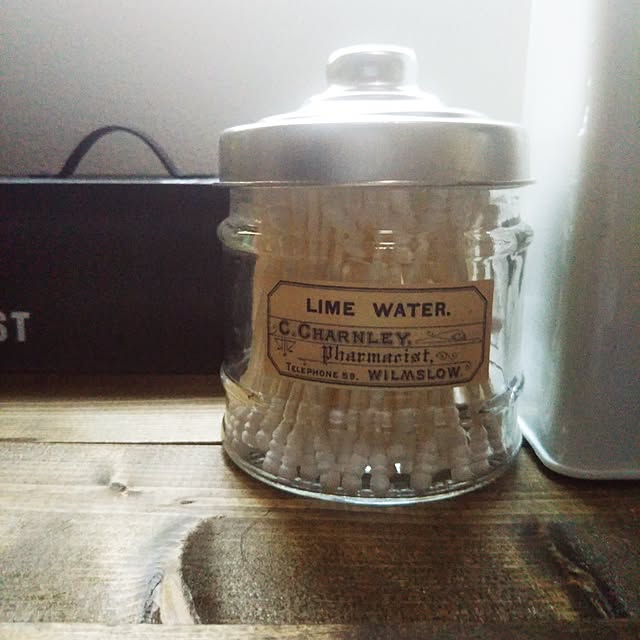 LIME WATER.
C. CHARNLEY,
Pharmacist,
TELEPHONE 59. WILMSLOW
ST